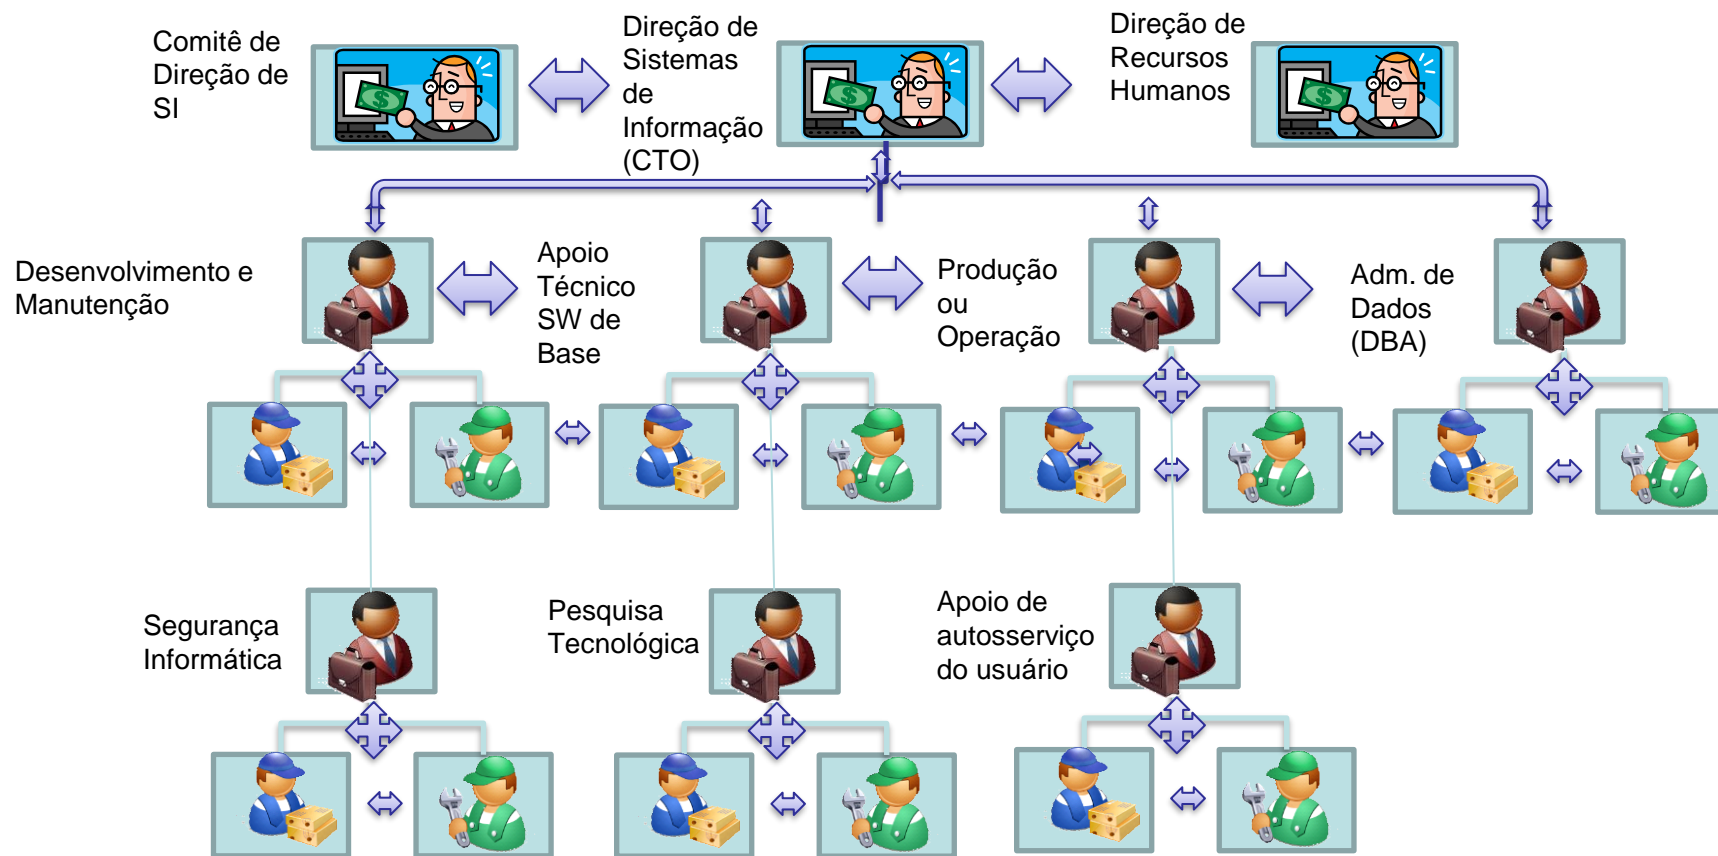 Comitê de
Direção de
SI
Direção de
Sistemas
de
Informação
(CTO)
Direção de
Recursos
Humanos
Desenvolvimento e
Manutenção
Apoio
Técnico
SW de
Base
Produção
ou
Operação
Adm. de
Dados
(DBA)
Segurança
Informática
Pesquisa
Tecnológica
Apoio de
autosserviço
do usuário